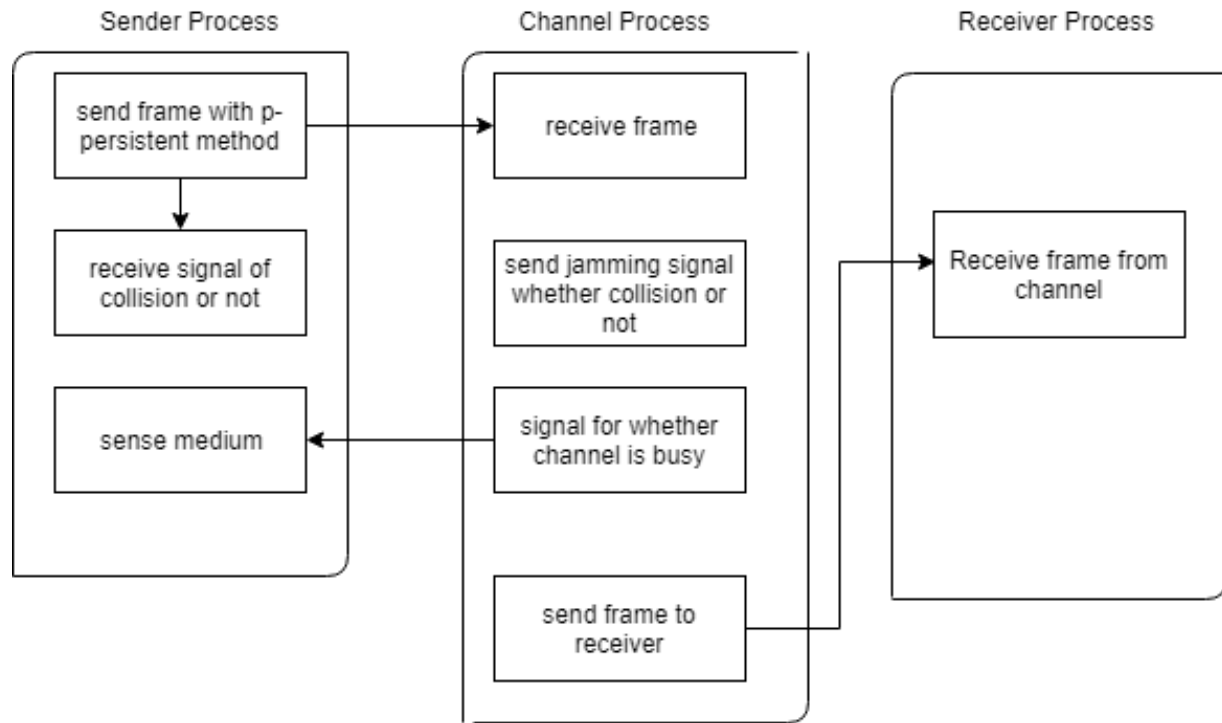 Sender Process
Channel Process
Receiver Process
send frame with p-
persistent method
receive frame
receive signal of
collision or not
send jamming signal
whether collision or
not
Receive frame from
channel
sense medium
signal for whether
channel is busy
send frame to
receiver